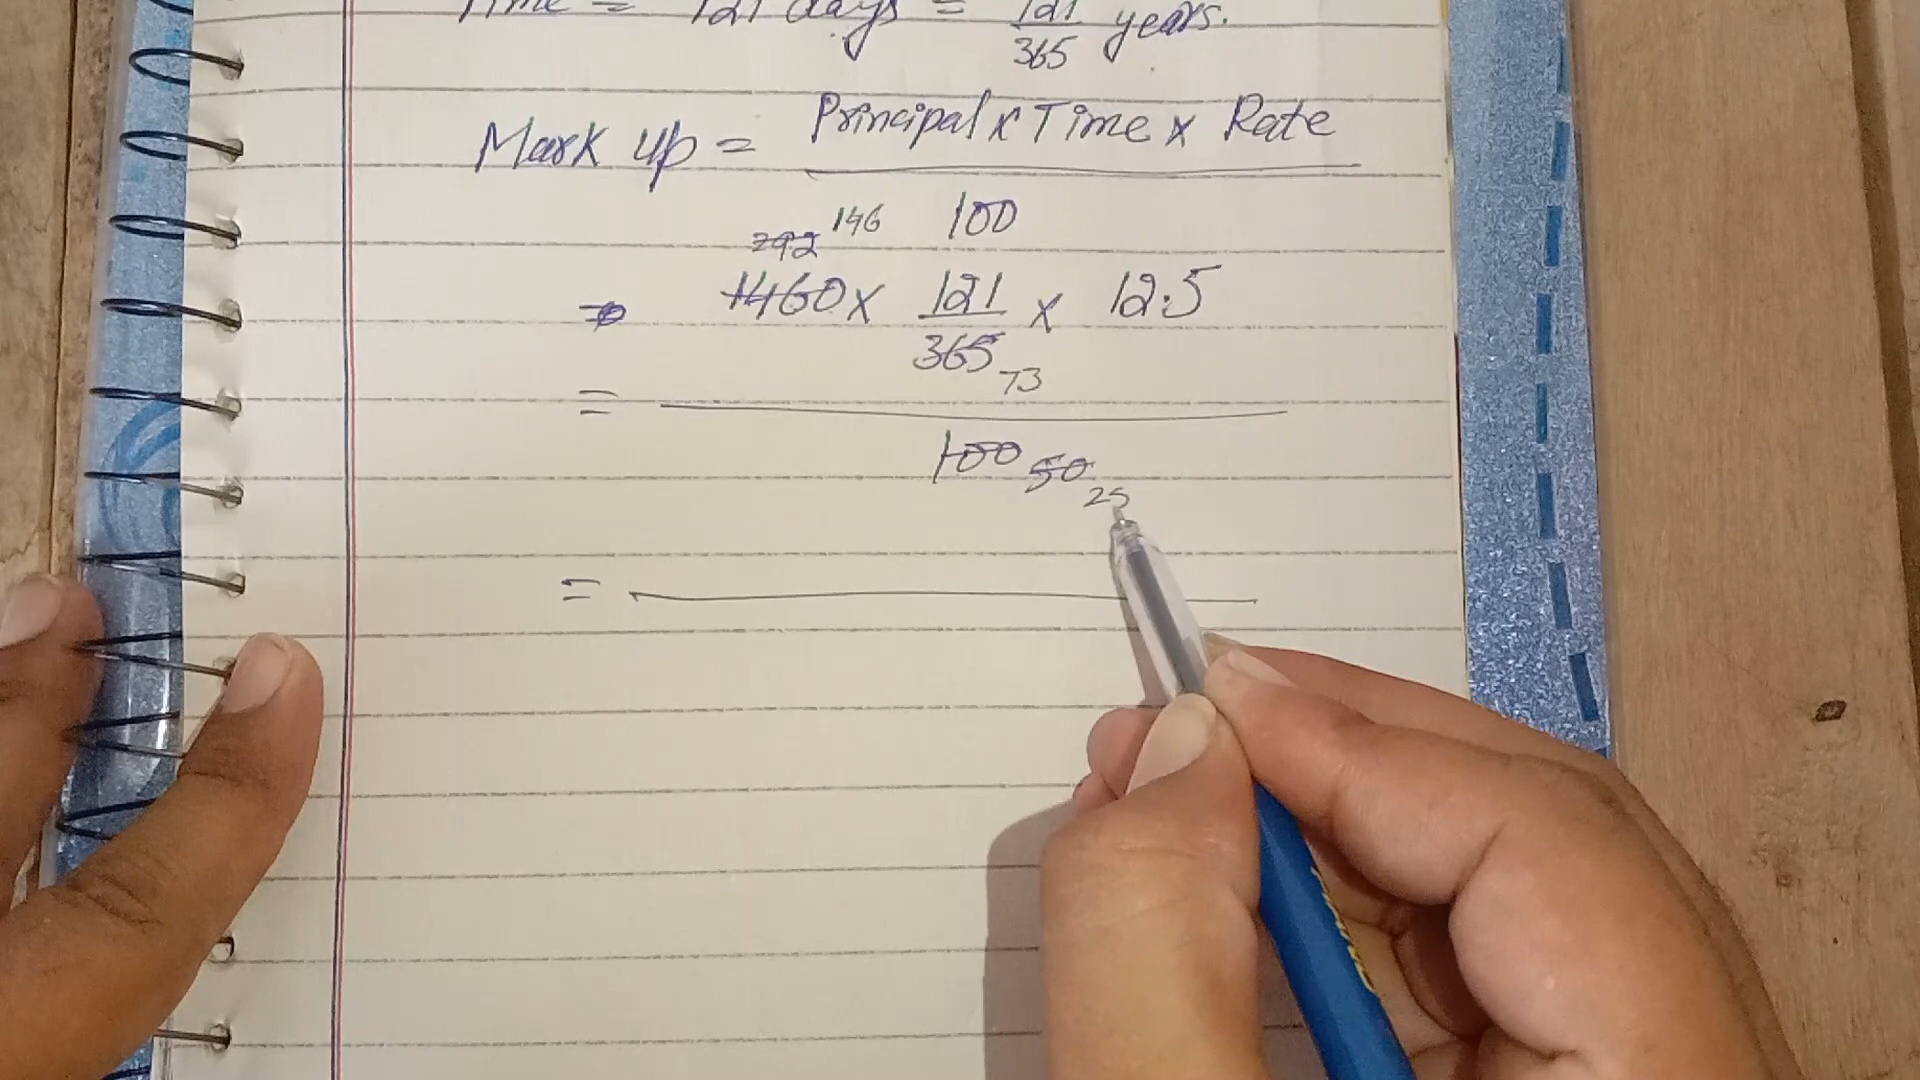 Time = 121 days = 121/365 years.
Mark up = Principal x Time x Rate
100
292 146
1460 x 121/365 x 12.5
73
=
100 50
25
=